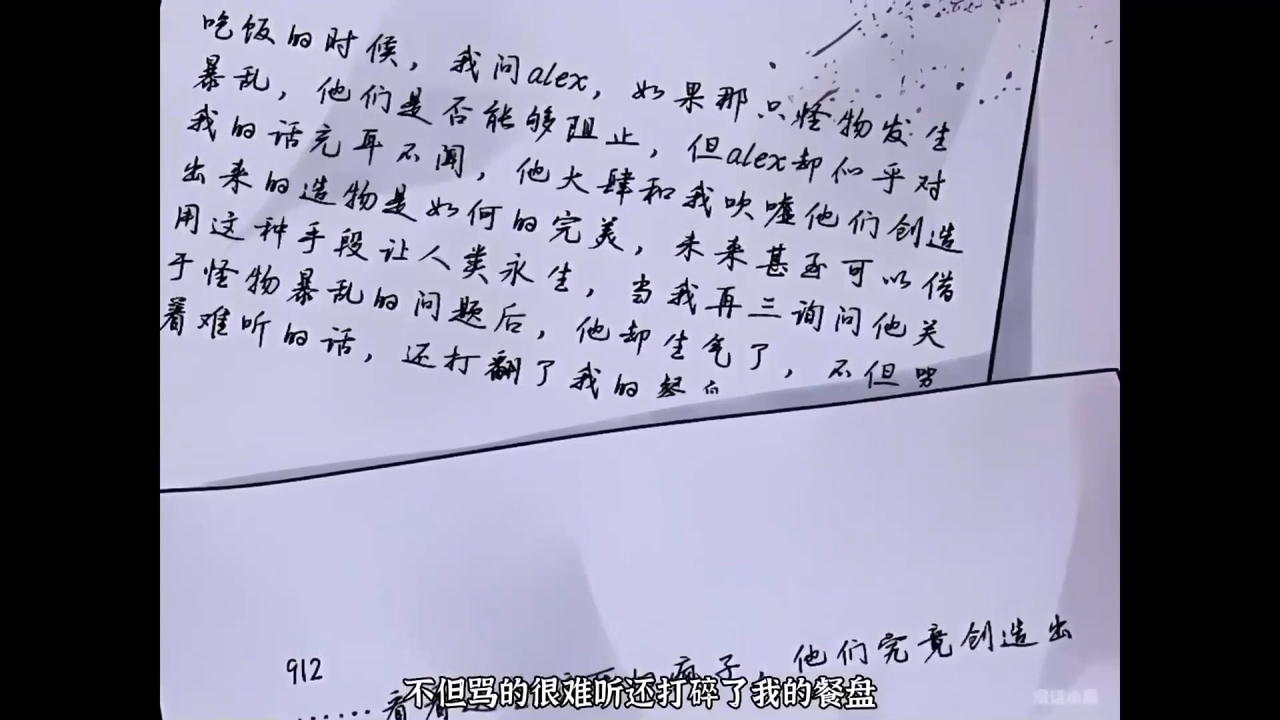 吃饭的时候，我问alex，如果那只怪物发生
暴乱，他们是否能够阻止，但alex却似乎对
我的话充耳不闻，他大肆和我吹嘘他们创造
出来的造物是如何的完美，未来甚至可以借
用这种手段让人类永生，当我再三询问他关
于怪物暴乱的问题后，他却生气了，不但骂
着难听的话，还打翻了我的餐
912
……看看这 疯子，他们究竟创造出
不但骂的很难听还打碎了我的餐盘